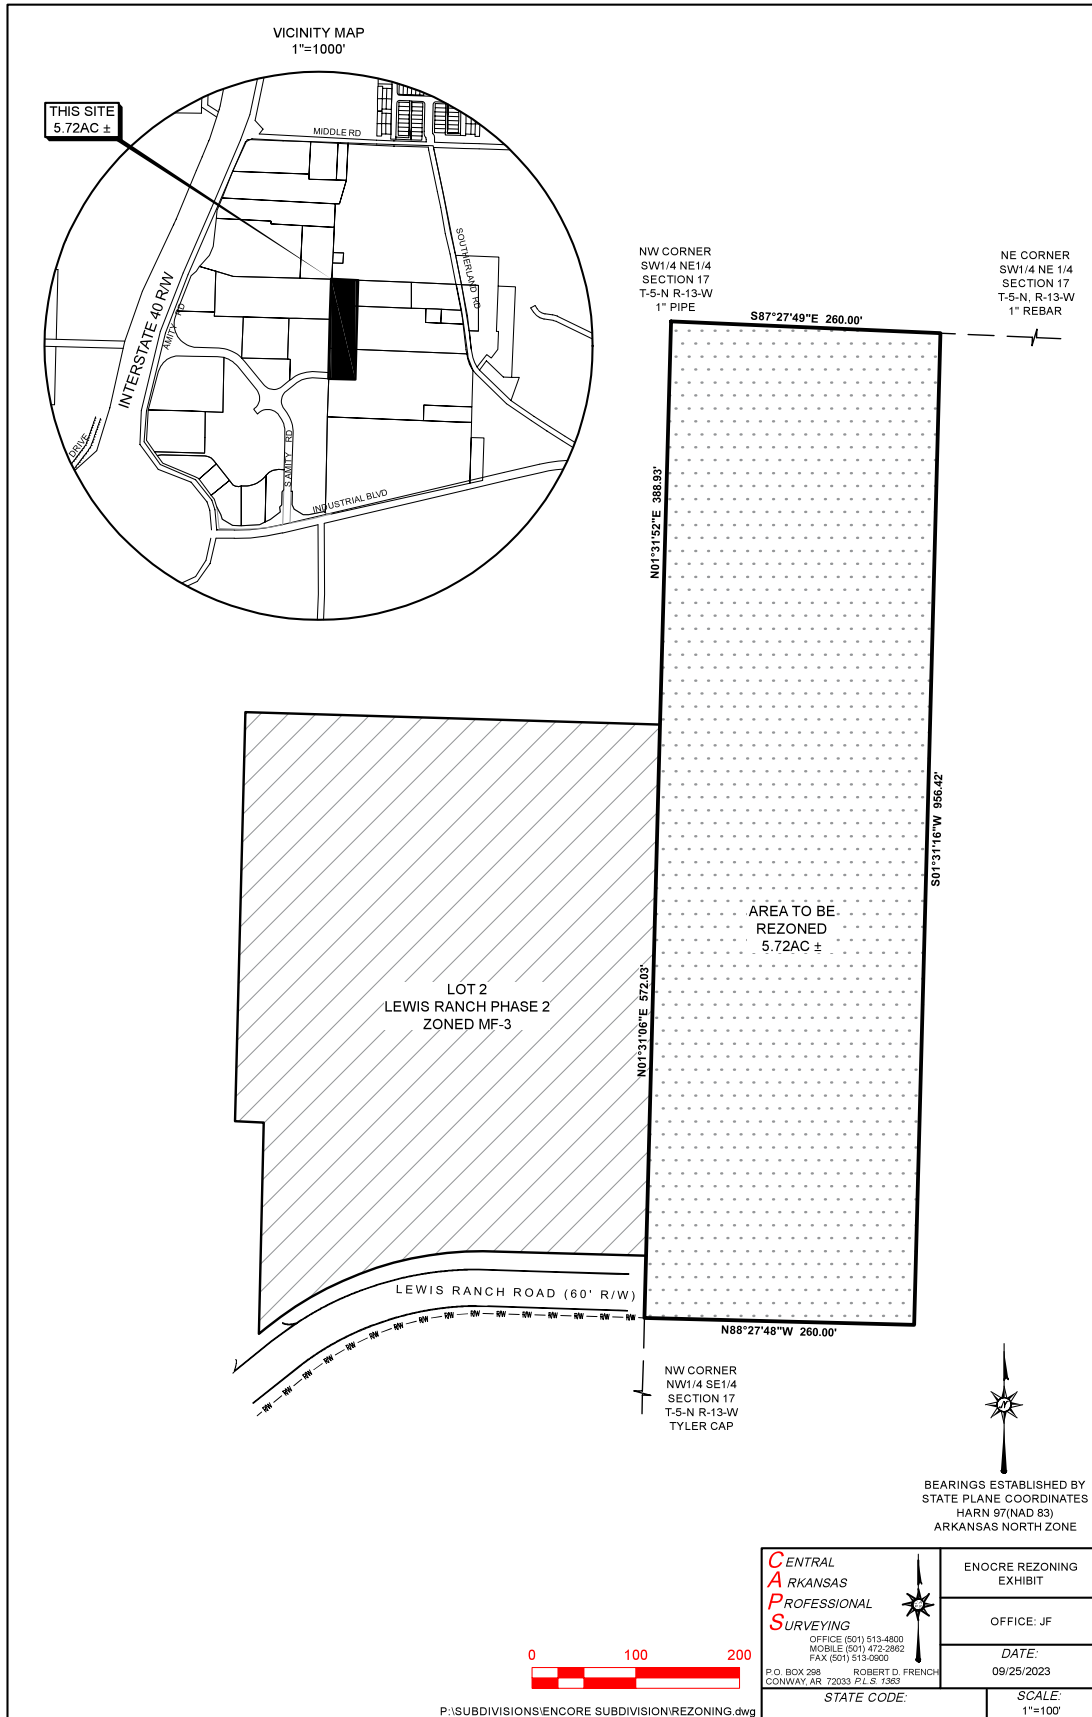 VICINITY MAP
1"=1000'
THIS SITE
5.72AC ±
MIDDLE RD
SOUTHERLAND RD
INTERSTATE 40 R/W
AMITY RD
DRIVE
S AMITY RD
INDUSTRIAL BLVD
NW CORNER
SW1/4 NE1/4
SECTION 17
T-5-N R-13-W
1" PIPE
NE CORNER
SW1/4 NE 1/4
SECTION 17
T-5-N, R-13-W
1" REBAR
S87°27'49"E 260.00'
N01°31'52"E 388.93'
S01°31'16"W 956.42'
AREA TO BE
REZONED
5.72AC ±
LOT 2
LEWIS RANCH PHASE 2
ZONED MF-3
N01°31'06"E 572.03'
LEWIS RANCH ROAD (60' R/W)
R/W R/W R/W R/W R/W R/W R/W R/W R/W R/W R/W R/W R/W R/W R/W
N88°27'48"W 260.00'
NW CORNER
NW1/4 SE1/4
SECTION 17
T-5-N R-13-W
TYLER CAP
N
BEARINGS ESTABLISHED BY
STATE PLANE COORDINATES
HARN 97(NAD 83)
ARKANSAS NORTH ZONE
CENTRAL
ARKANSAS
PROFESSIONAL
SURVEYING
OFFICE (501) 513-4800
MOBILE (501) 472-2862
FAX (501) 513-0900
P.O. BOX 298 ROBERT D. FRENCH
CONWAY, AR 72033 P.L.S. 1363
ENOCRE REZONING
EXHIBIT
OFFICE: JF
DATE:
09/25/2023
STATE CODE:
SCALE:
1"=100'
0 100 200
P:\SUBDIVISIONS\ENCORE SUBDIVISION\REZONING.dwg